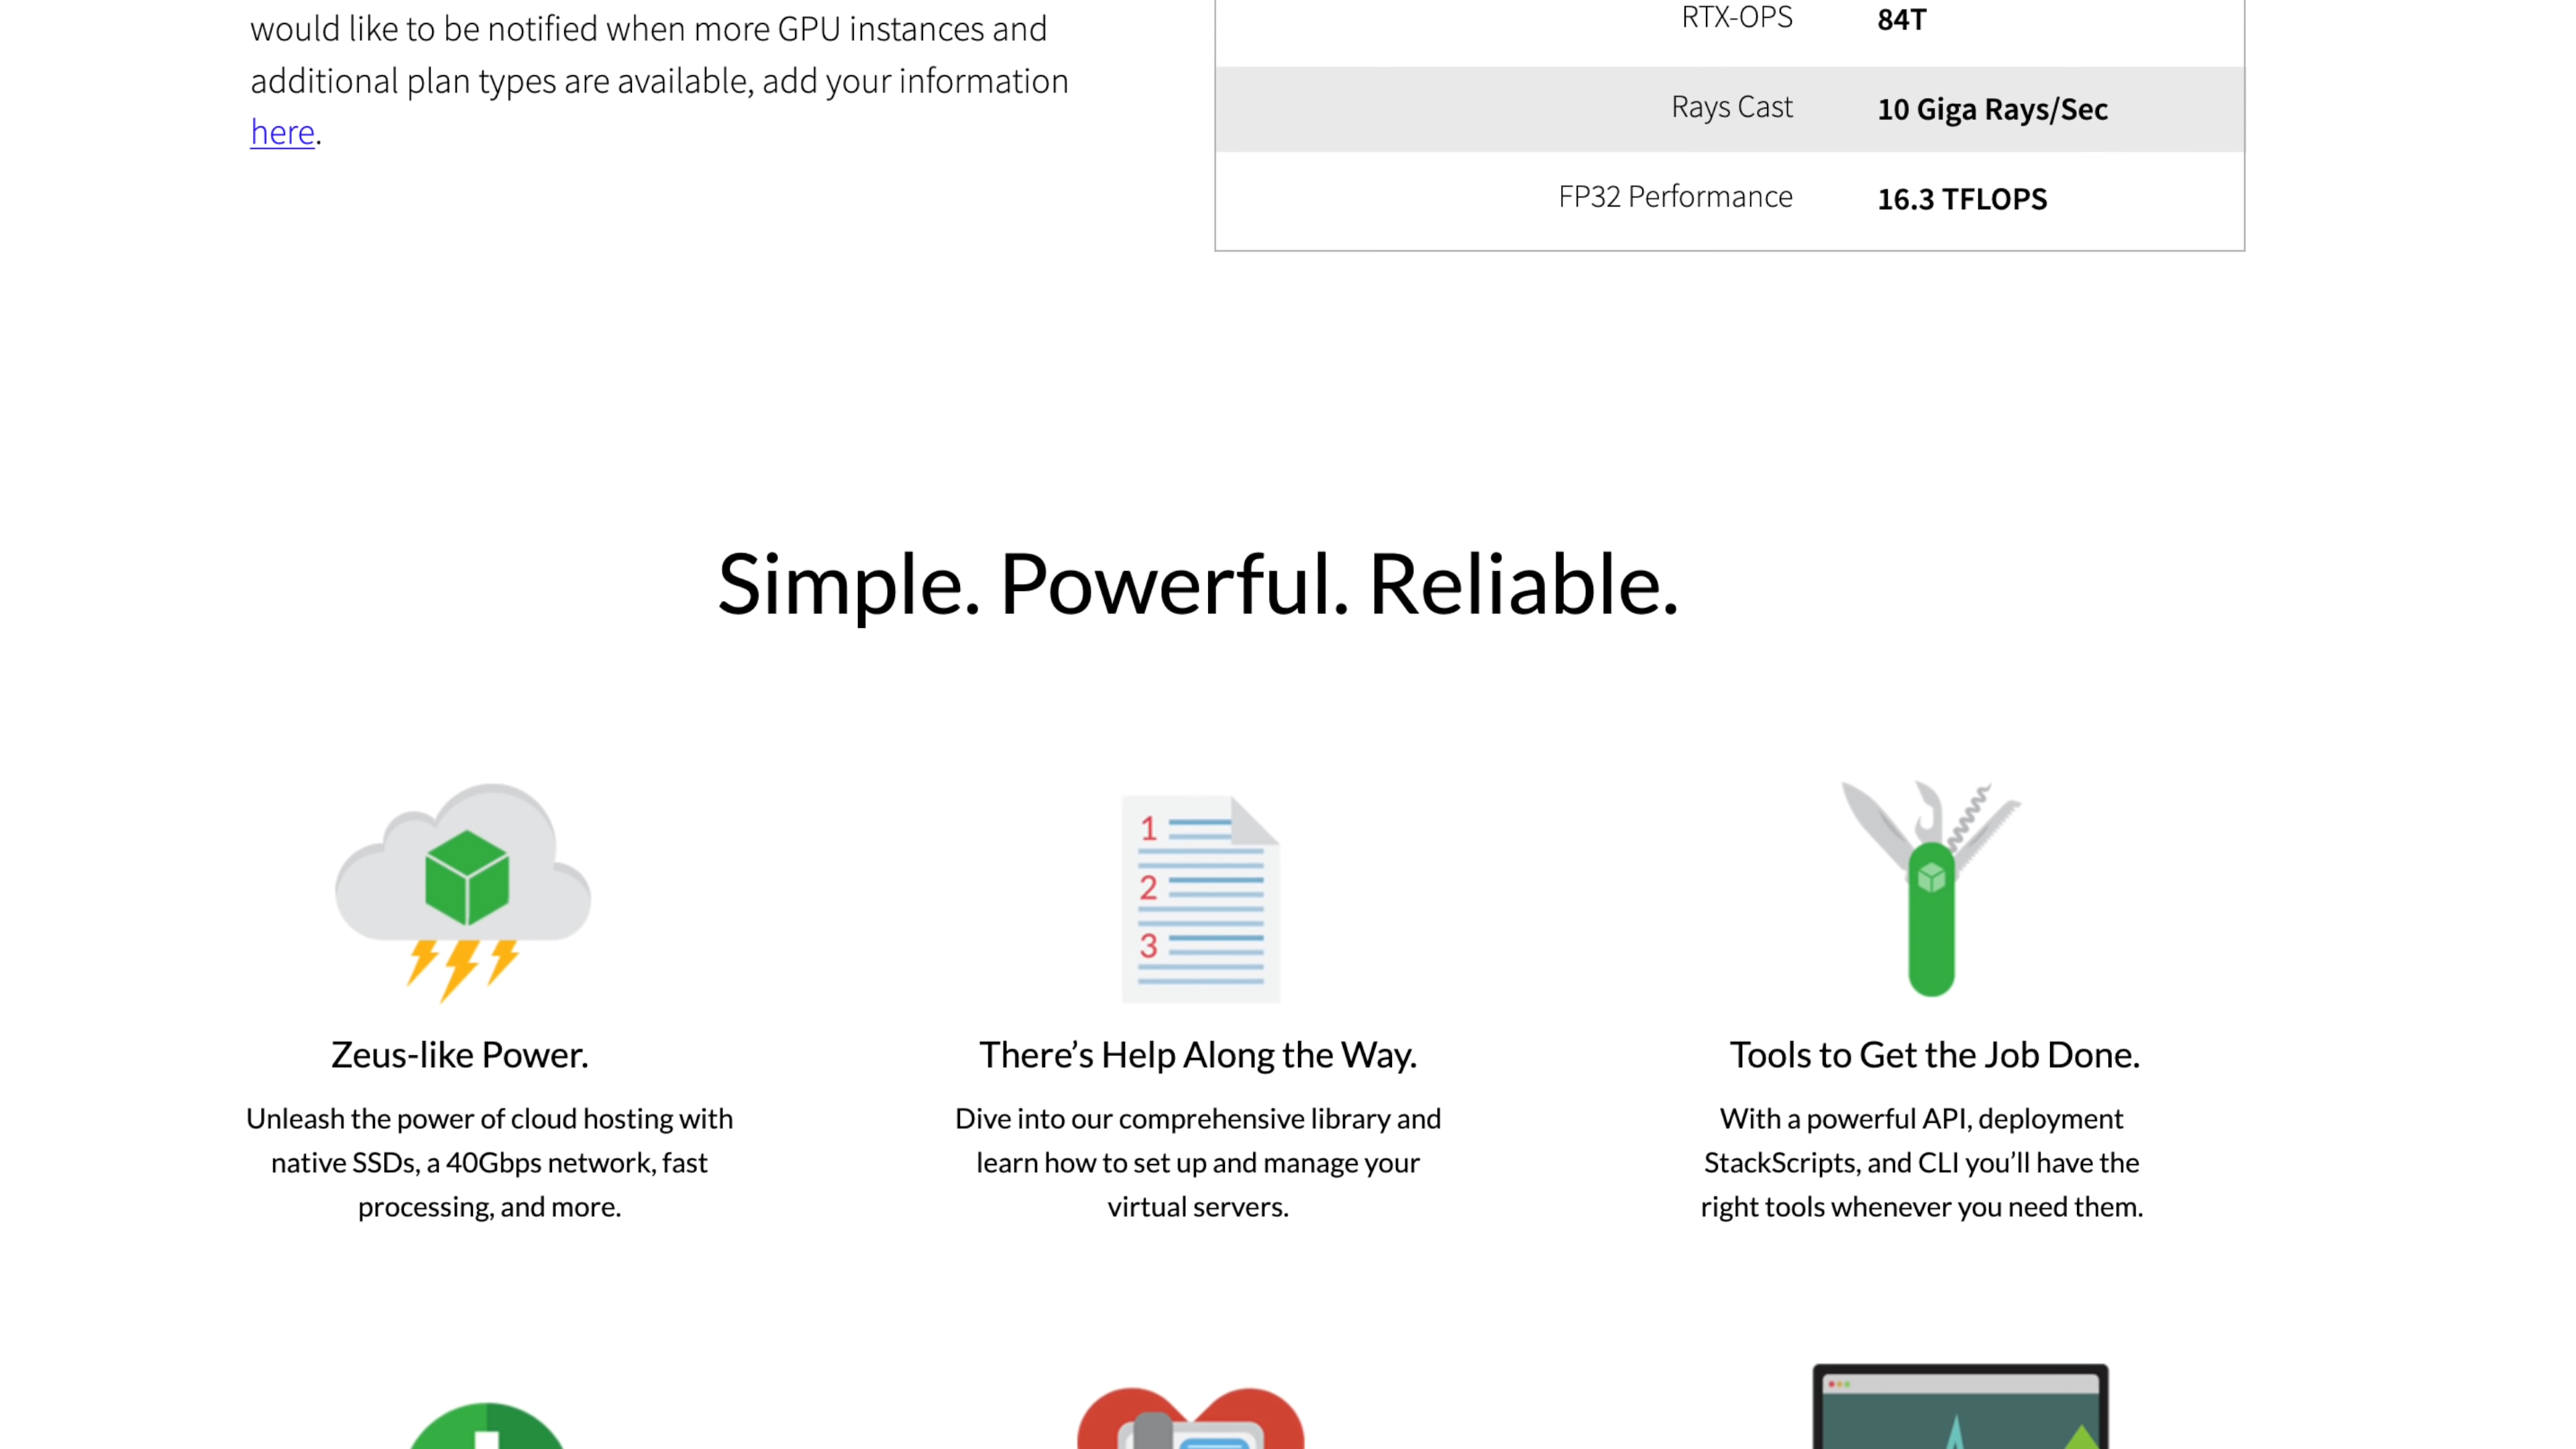 would like to be notified when more GPU instances and
additional plan types are available, add your information
here.
RTX-OPS 84T
Rays Cast 10 Giga Rays/Sec
FP32 Performance 16.3 TFLOPS
Simple. Powerful. Reliable.
1
2
3
Zeus-like Power.
Unleash the power of cloud hosting with
native SSDs, a 40Gbps network, fast
processing, and more.
There’s Help Along the Way.
Dive into our comprehensive library and
learn how to set up and manage your
virtual servers.
Tools to Get the Job Done.
With a powerful API, deployment
StackScripts, and CLI you’ll have the
right tools whenever you need them.